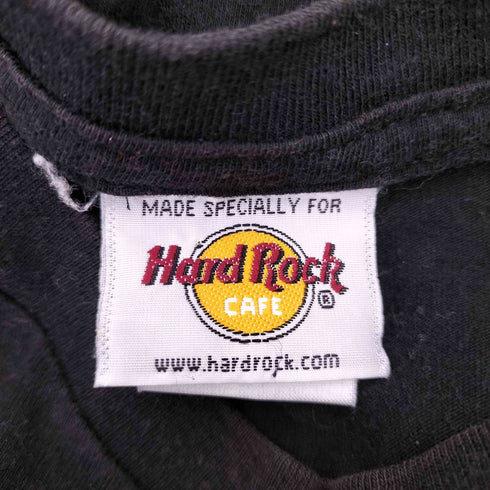 MADE SPECIALLY FOR
Hard Rock
CAFE
®
www.hardrock.com